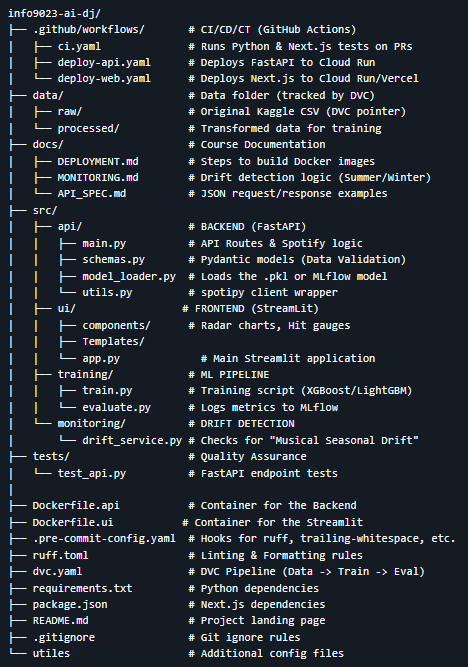 info9023-ai-dj/
├── .github/workflows/       # CI/CD/CT (GitHub Actions)
│   ├── ci.yaml              # Runs Python & Next.js tests on PRs
│   ├── deploy-api.yaml      # Deploys FastAPI to Cloud Run
│   └── deploy-web.yaml      # Deploys Next.js to Cloud Run/Vercel
├── data/                    # Data folder (tracked by DVC)
│   ├── raw/                 # Original Kaggle CSV (DVC pointer)
│   └── processed/           # Transformed data for training
├── docs/                    # Course Documentation
│   ├── DEPLOYMENT.md        # Steps to build Docker images
│   ├── MONITORING.md        # Drift detection logic (Summer/Winter)
│   └── API_SPEC.md          # JSON request/response examples
├── src/
│   ├── api/                 # BACKEND (FastAPI)
│   │   ├── main.py          # API Routes & Spotify logic
│   │   ├── schemas.py       # Pydantic models (Data Validation)
│   │   ├── model_loader.py  # Loads the .pkl or MLflow model
│   │   └── utils.py         # spotipy client wrapper
│   ├── ui/                 # FRONTEND (StreamLit)
│   │   ├── components/      # Radar charts, Hit gauges
│   │   ├── Templates/
│   │   └── app.py             # Main Streamlit application
│   ├── training/            # ML PIPELINE
│   │   ├── train.py         # Training script (XGBoost/LightGBM)
│   │   └── evaluate.py      # Logs metrics to MLflow
│   └── monitoring/          # DRIFT DETECTION
│       └── drift_service.py # Checks for "Musical Seasonal Drift"
├── tests/                   # Quality Assurance
│   └── test_api.py          # FastAPI endpoint tests
│
├── Dockerfile.api           # Container for the Backend
├── Dockerfile.ui           # Container for the Streamlit
├── .pre-commit-config.yaml  # Hooks for ruff, trailing-whitespace, etc.
├── ruff.toml                # Linting & Formatting rules
├── dvc.yaml                 # DVC Pipeline (Data -> Train -> Eval)
├── requirements.txt         # Python dependencies
├── package.json             # Next.js dependencies
├── README.md                # Project landing page
├── .gitignore               # Git ignore rules
└── utiles                   # Additional config files